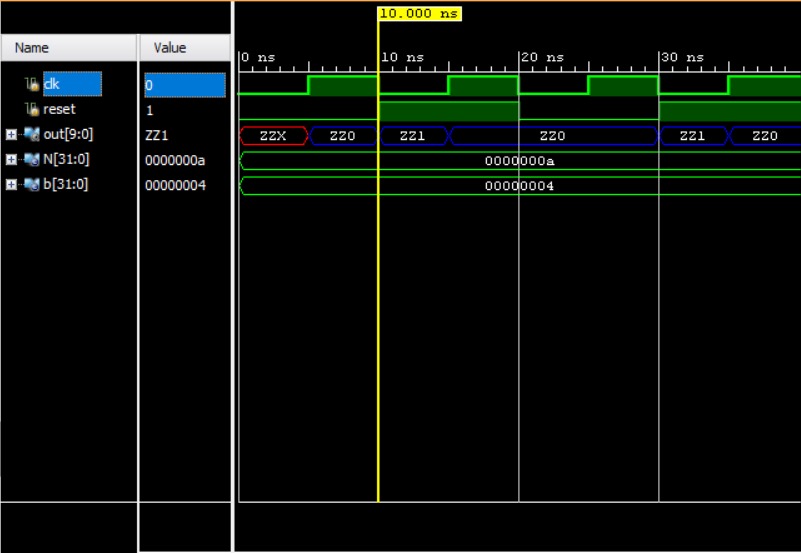 10.000 ns
Name Value
0 ns 10 ns 20 ns 30 ns
clk 0
reset 1
out[9:0] ZZ1 ZZX ZZ0 ZZ1 ZZ0 ZZ1 ZZ0
N[31:0] 0000000a 0000000a
b[31:0] 00000004 00000004